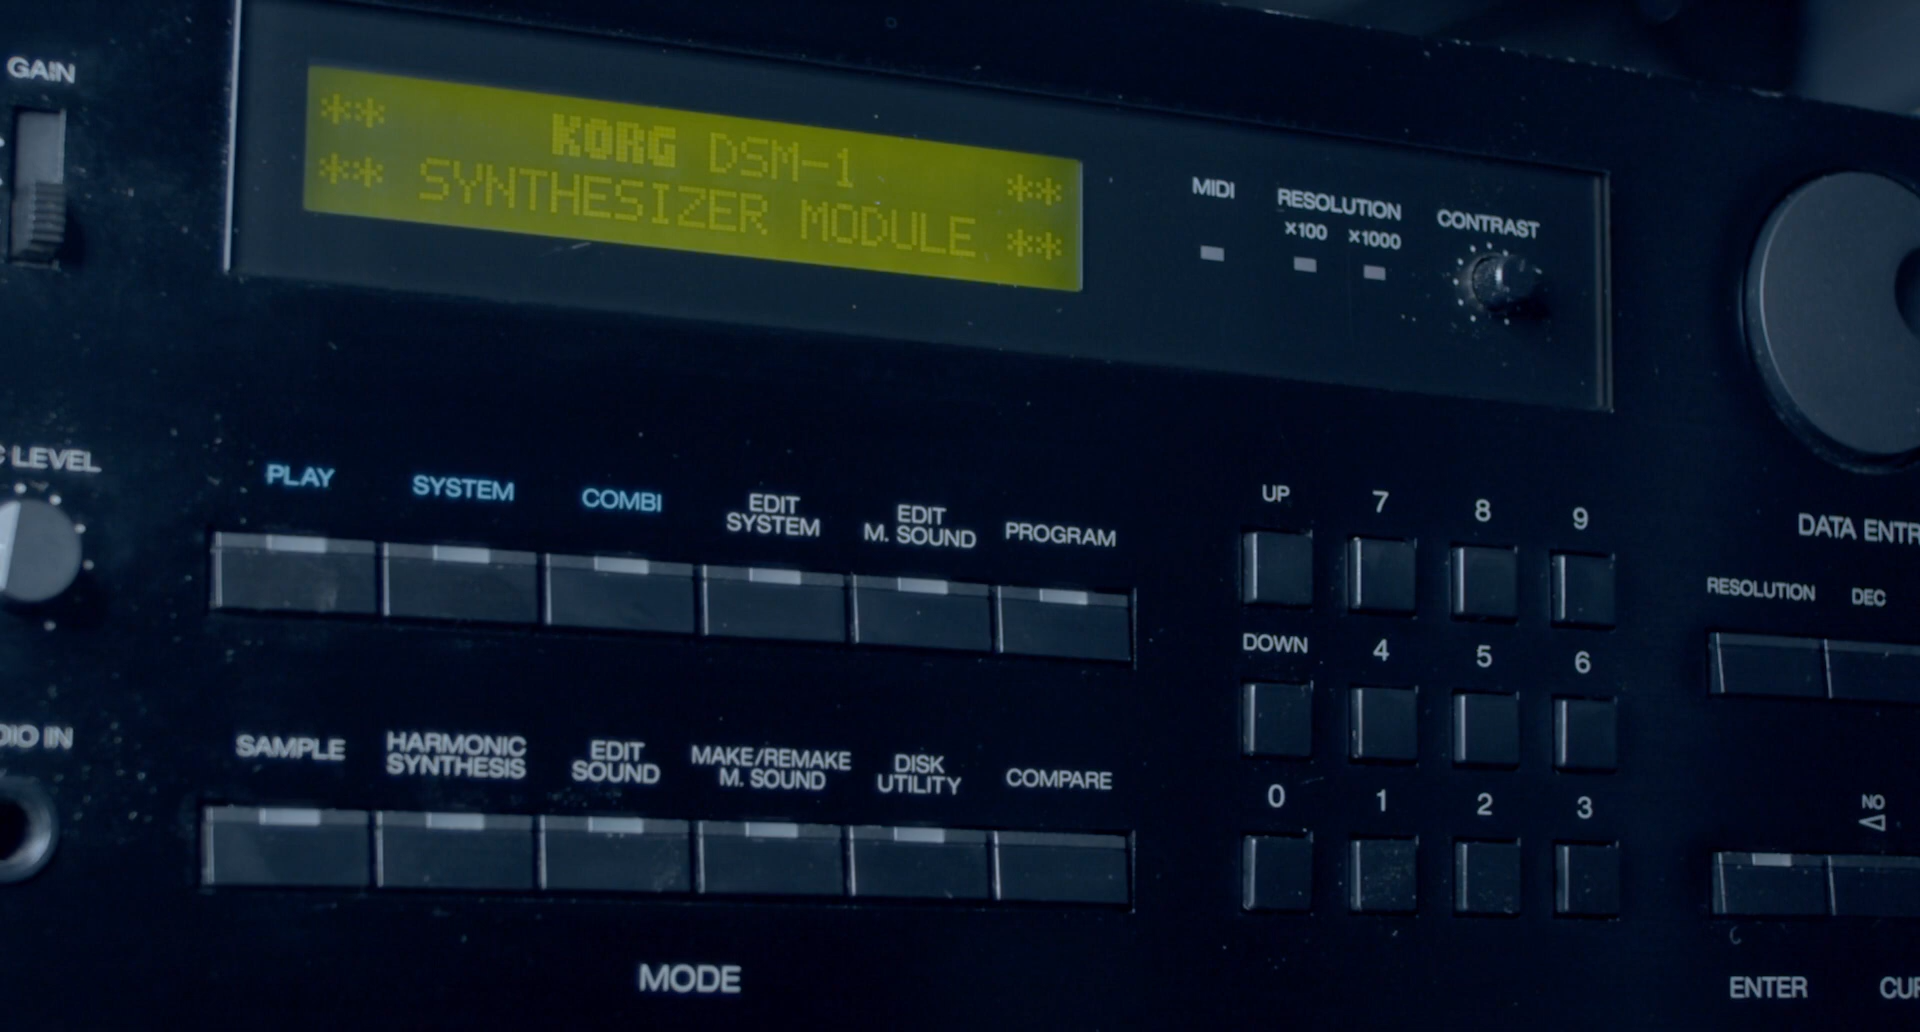 GAIN
** KORG DSM-1 **
** SYNTHESIZER MODULE **
MIDI
RESOLUTION
×100 ×1000
CONTRAST
LEVEL
PLAY
SYSTEM
COMBI
EDIT
SYSTEM
EDIT
M. SOUND
PROGRAM
UP
7
8
9
DATA ENTR
RESOLUTION
DEC
DOWN
4
5
6
DIO IN
SAMPLE
HARMONIC
SYNTHESIS
EDIT
SOUND
MAKE/REMAKE
M. SOUND
DISK
UTILITY
COMPARE
0
1
2
3
NO
MODE
ENTER
CUR